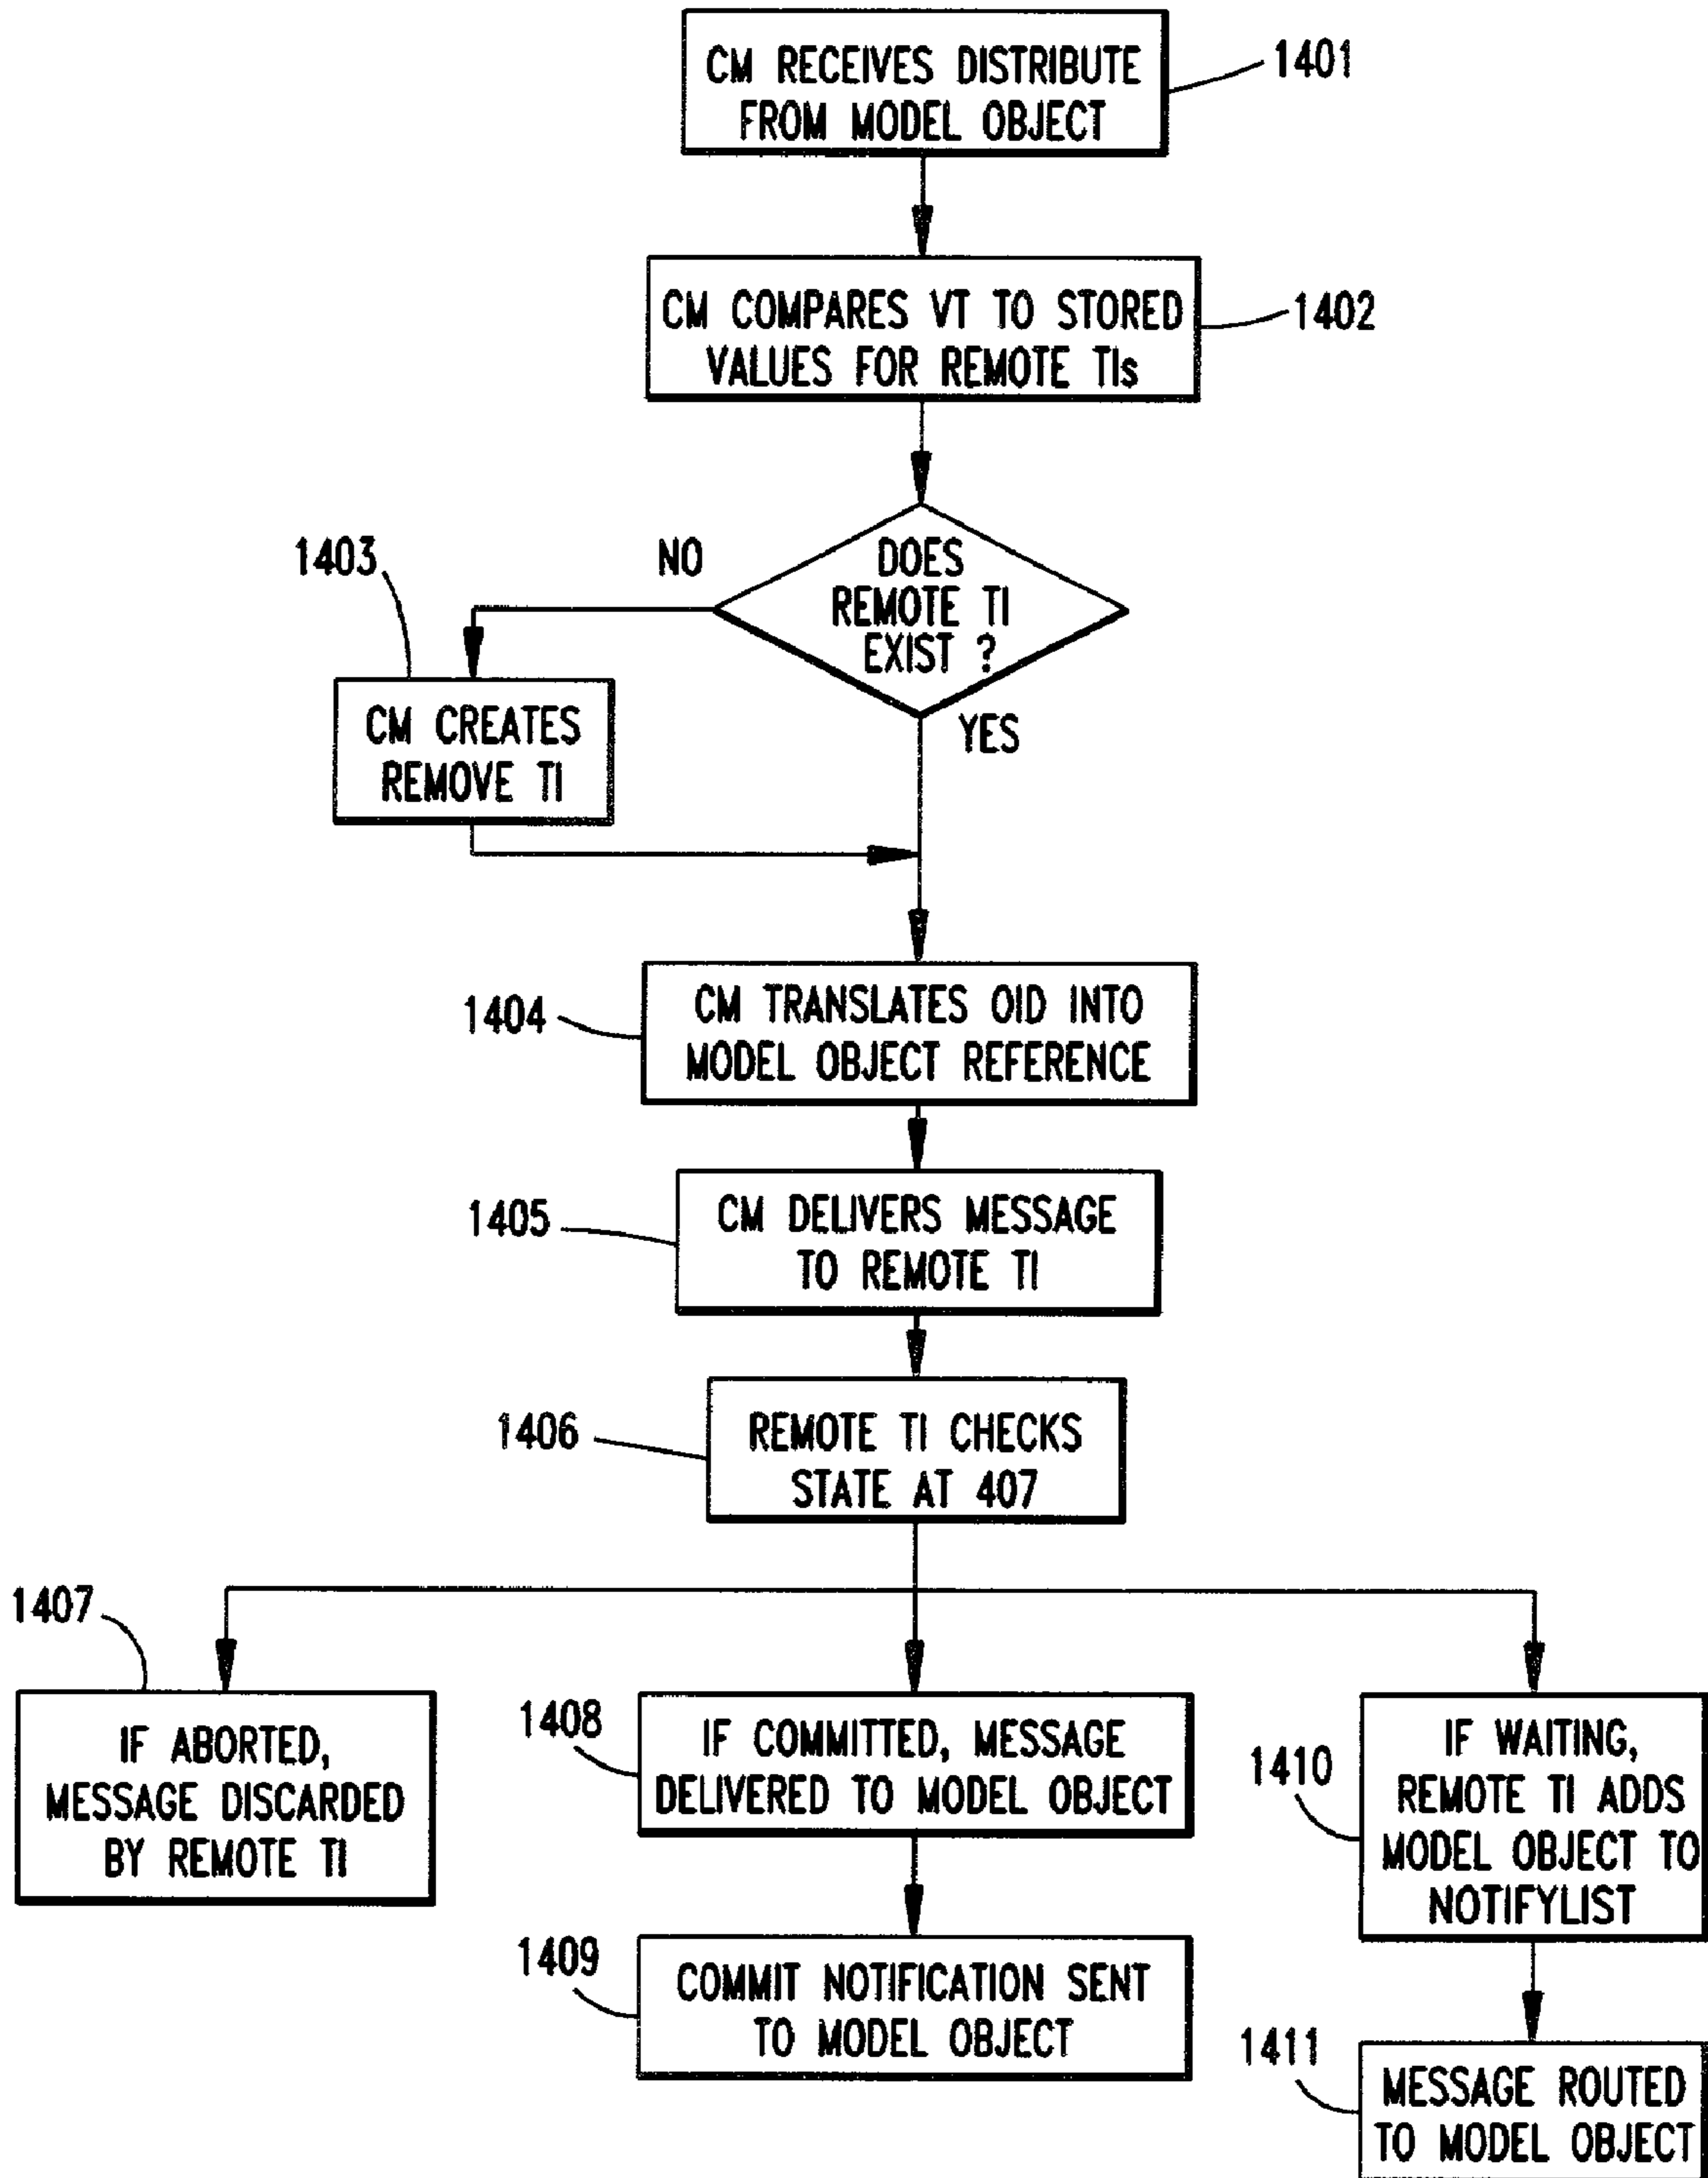 CM RECEIVES DISTRIBUTE
FROM MODEL OBJECT
1401
CM COMPARES VT TO STORED
VALUES FOR REMOTE TIs
1402
DOES
REMOTE TI
EXIST ?
NO
YES
1403
CM CREATES
REMOVE TI
1404
CM TRANSLATES OID INTO
MODEL OBJECT REFERENCE
1405
CM DELIVERS MESSAGE
TO REMOTE TI
1406
REMOTE TI CHECKS
STATE AT 407
1407
IF ABORTED,
MESSAGE DISCARDED
BY REMOTE TI
1408
IF COMMITTED, MESSAGE
DELIVERED TO MODEL OBJECT
1409
COMMIT NOTIFICATION SENT
TO MODEL OBJECT
1410
IF WAITING,
REMOTE TI ADDS
MODEL OBJECT TO
NOTIFYLIST
1411
MESSAGE ROUTED
TO MODEL OBJECT